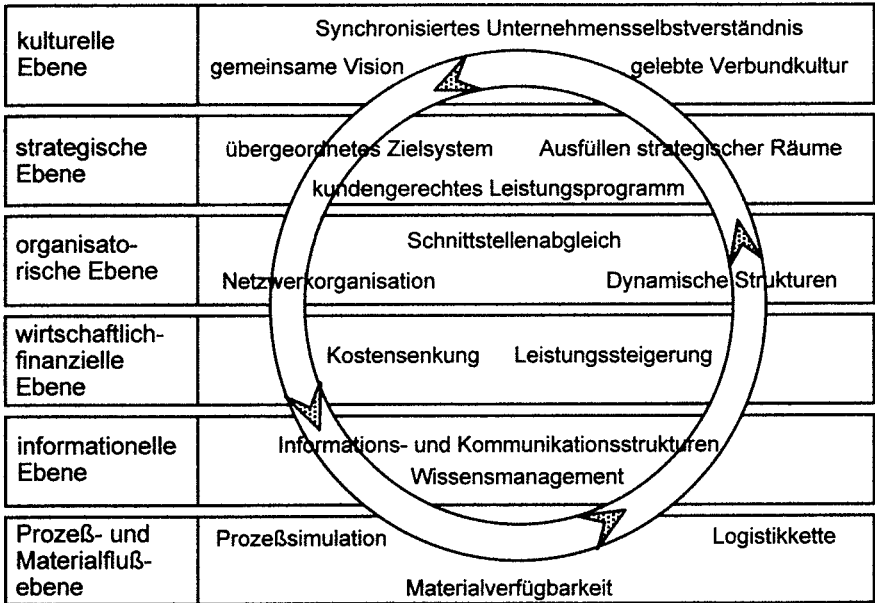 kulturelle
Ebene
Synchronisiertes Unternehmensselbstverständnis
gemeinsame Vision
gelebte Verbundkultur
strategische
Ebene
übergeordnetes Zielsystem
Ausfüllen strategischer Räume
kundengerechtes Leistungsprogramm
organisato-
rische Ebene
Schnittstellenabgleich
Netzwerkorganisation
Dynamische Strukturen
wirtschaftlich-
finanzielle
Ebene
Kostensenkung
Leistungssteigerung
informationelle
Ebene
Informations- und Kommunikationsstrukturen
Wissensmanagement
Prozeß- und
Materialfluß-
ebene
Prozeßsimulation
Logistikkette
Materialverfügbarkeit